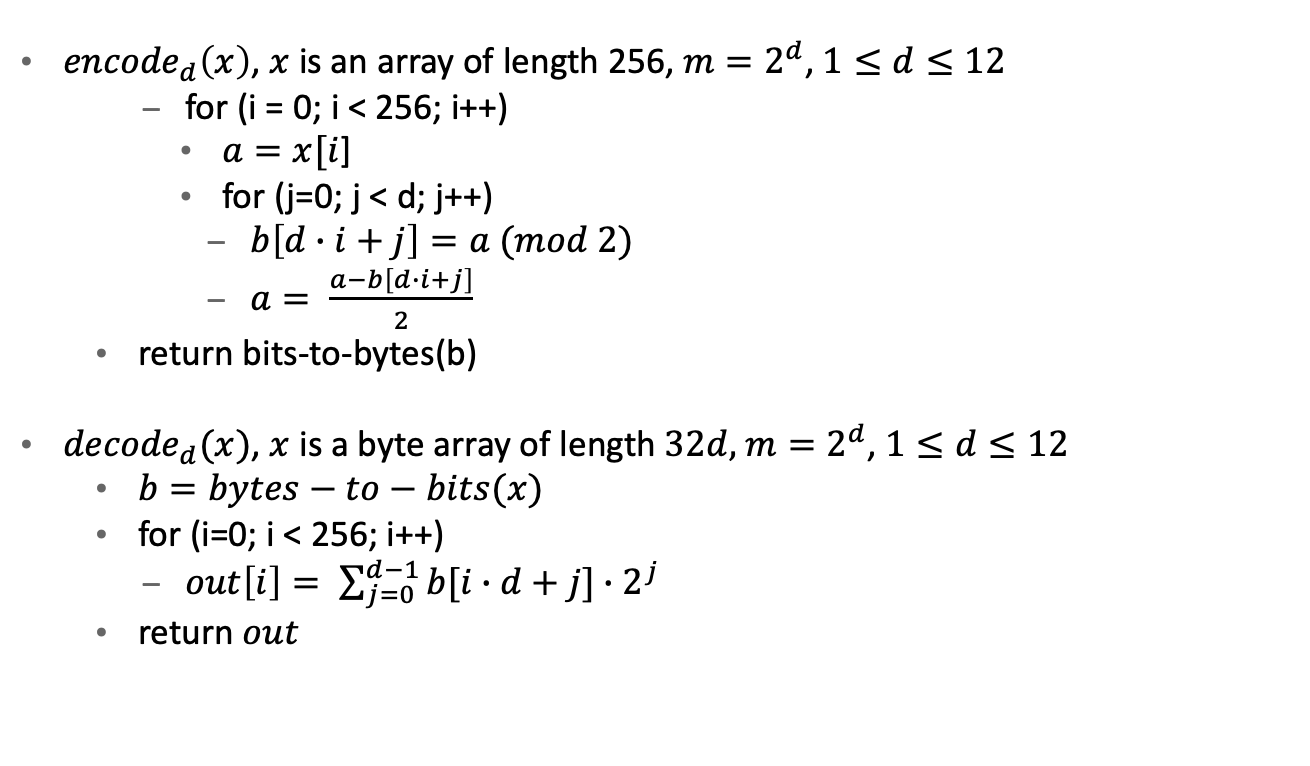 • encode_d(x), x is an array of length 256, m = 2^d, 1 ≤ d ≤ 12
– for (i = 0; i < 256; i++)
• a = x[i]
• for (j=0; j < d; j++)
– b[d · i + j] = a (mod 2)
– a = \frac{a−b[d·i+j]}{2}
• return bits-to-bytes(b)
• decode_d(x), x is a byte array of length 32d, m = 2^d, 1 ≤ d ≤ 12
• b = bytes − to − bits(x)
• for (i=0; i < 256; i++)
– out[i] = ∑_{j=0}^{d−1} b[i · d + j] · 2^j
• return out